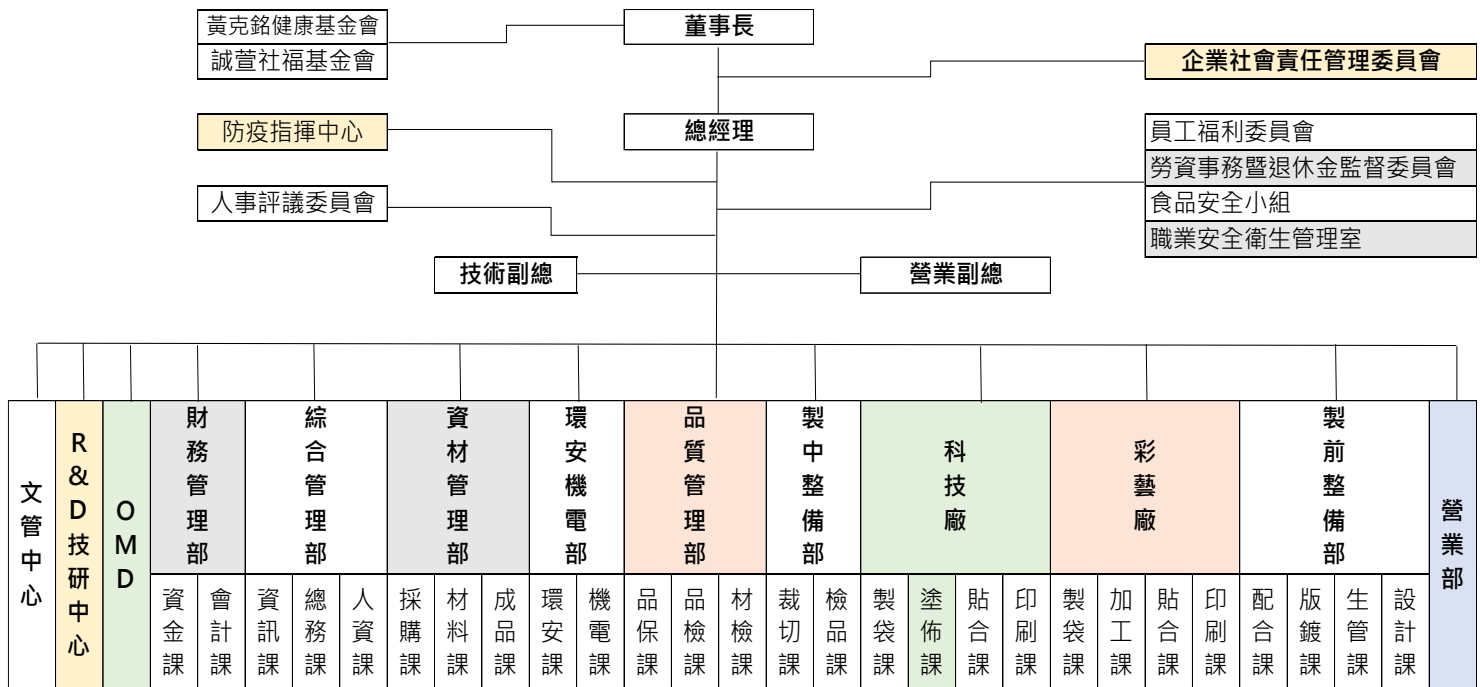 黃克銘健康基金會
誠萱社福基金會
董事長
企業社會責任管理委員會
防疫指揮中心
總經理
員工福利委員會
勞資事務暨退休金監督委員會
食品安全小組
職業安全衛生管理室
人事評議委員會
技術副總
營業副總
文管中心
R&D技研中心
OMD
財務管理部
綜合管理部
資材管理部
環安機電部
品質管理部
製中整備部
科技廠
彩藝廠
製前整備部
營業部
資金課
會計課
資訊課
總務課
人資課
採購課
材料課
成品課
環安課
機電課
品保課
品檢課
材檢課
裁切課
檢品課
製袋課
塗佈課
貼合課
印刷課
製袋課
加工課
貼合課
印刷課
配合課
版鍍課
生管課
設計課